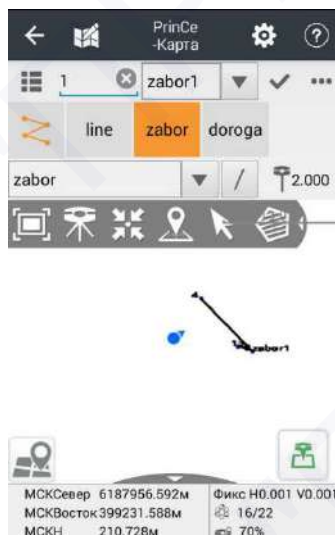 PrinCe
-Карта
1 zabor1
line zabor doroga
zabor / 2.000
zabor1
МСКСевер 6187956.592м Фикс H0.001 V0.001
МСКВосток 399231.588м 16/22
МСКН 210.728м 70%